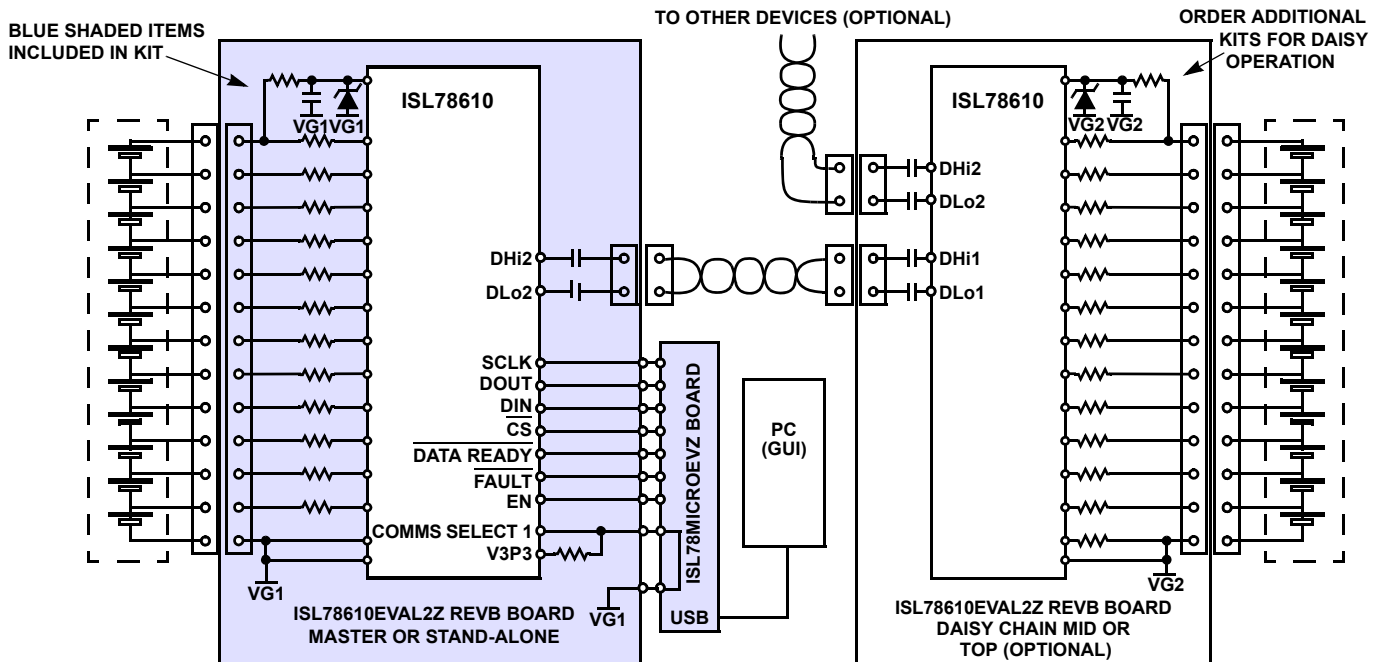 TO OTHER DEVICES (OPTIONAL)
BLUE SHADED ITEMS
INCLUDED IN KIT
ORDER ADDITIONAL
KITS FOR DAISY
OPERATION
ISL78610
VG1 VG1
DHi2
DLo2
SCLK
DOUT
DIN
CS
DATA READY
FAULT
EN
COMMS SELECT 1
V3P3
VG1
VG1
ISL78610EVAL2Z REVB BOARD
MASTER OR STAND-ALONE
ISL78MICROEVZ BOARD
USB
PC
(GUI)
ISL78610
VG2 VG2
DHi2
DLo2
DHi1
DLo1
VG2
ISL78610EVAL2Z REVB BOARD
DAISY CHAIN MID OR
TOP (OPTIONAL)